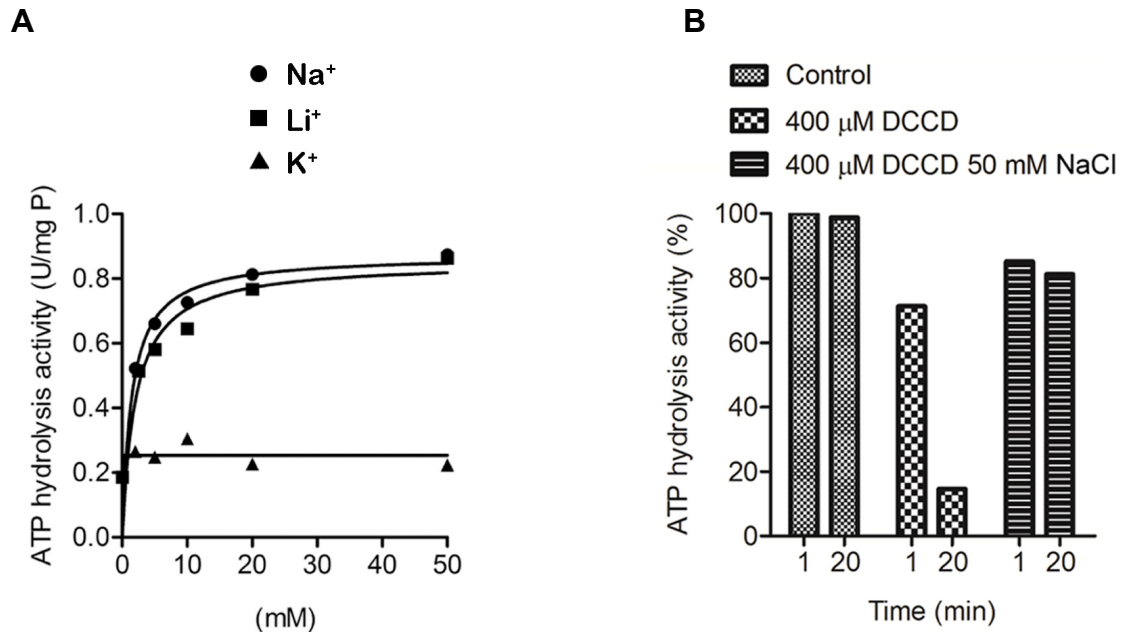 A
Na⁺
Li⁺
K⁺
ATP hydrolysis activity (U/mg P)
1.0
0.8
0.6
0.4
0.2
0.0
0 10 20 30 40 50
(mM)
B
Control
400 μM DCCD
400 μM DCCD 50 mM NaCl
ATP hydrolysis activity (%)
100
80
60
40
20
0
1 20 1 20 1 20
Time (min)